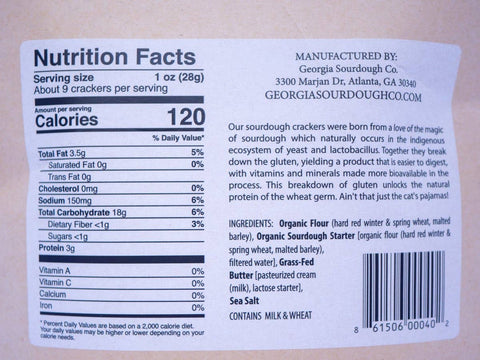 Nutrition Facts
Serving size 1 oz (28g)
About 9 crackers per serving
Amount per serving
Calories 120
% Daily Value*
Total Fat 3.5g 5%
Saturated Fat 0g 0%
Trans Fat 0g
Cholesterol 0mg 0%
Sodium 150mg 6%
Total Carbohydrate 18g 6%
Dietary Fiber <1g 3%
Sugars <1g
Protein 3g
Vitamin A 0%
Vitamin C 0%
Calcium 0%
Iron 0%
* Percent Daily Values are based on a 2,000 calorie diet.
Your daily values may be higher or lower depending on your
calorie needs.
MANUFACTURED BY:
Georgia Sourdough Co.
3300 Marjan Dr, Atlanta, GA 30340
GEORGIASOURDOUGHCO.COM
Our sourdough crackers were born from a love of the magic
of sourdough which naturally occurs in the indigenous
ecosystem of yeast and lactobacillus. Together they break
down the gluten, yielding a product that is easier to digest,
with vitamins and minerals made more bioavailable in the
process. This breakdown of gluten unlocks the natural
protein of the wheat germ. Ain't that just the cat's pajamas!
INGREDIENTS: Organic Flour (hard red winter & spring wheat, malted
barley), Organic Sourdough Starter [organic flour (hard red winter &
spring wheat, malted barley),
filtered water], Grass-Fed
Butter [pasteurized cream
(milk), lactose starter],
Sea Salt
CONTAINS MILK & WHEAT
8 61506 00040 2